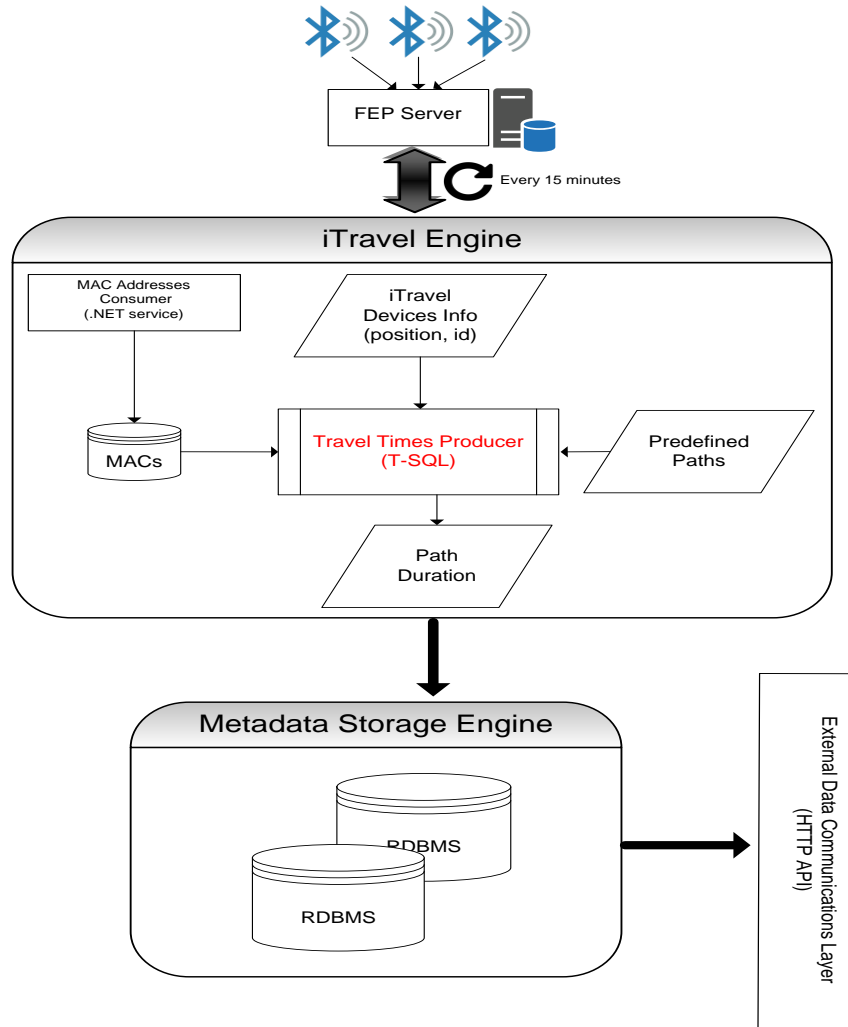 FEP Server
Every 15 minutes
iTravel Engine
MAC Addresses
Consumer
(.NET service)
iTravel
Devices Info
(position, id)
MACs
Travel Times Producer
(T-SQL)
Predefined
Paths
Path
Duration
Metadata Storage Engine
RDBMS
RDBMS
External Data Communications Layer
(HTTP API)